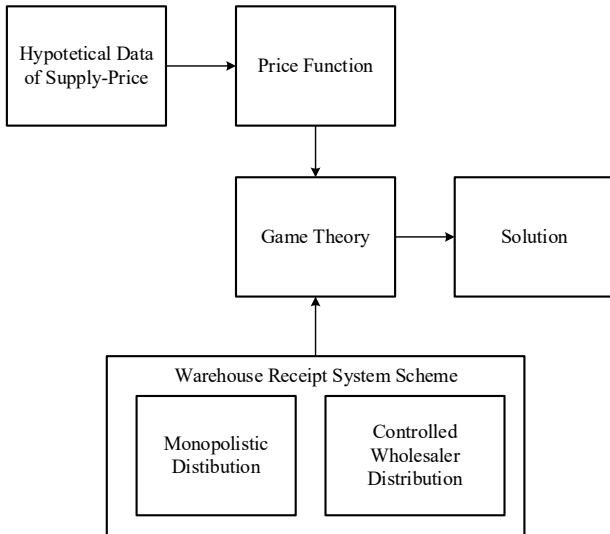 Hypotetical Data
of Supply-Price
Price Function
Game Theory
Solution
Warehouse Receipt System Scheme
Monopolistic
Distibution
Controlled
Wholesaler
Distribution